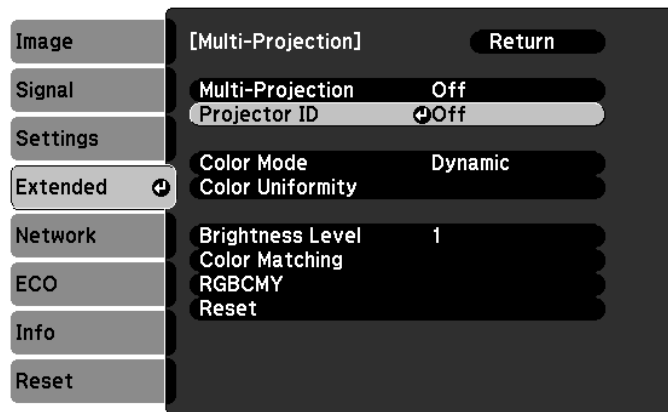 Image
Signal
Settings
Extended
Network
ECO
Info
Reset
[Multi-Projection] Return
Multi-Projection Off
Projector ID Off
Color Mode Dynamic
Color Uniformity
Brightness Level 1
Color Matching
RGBCMY
Reset